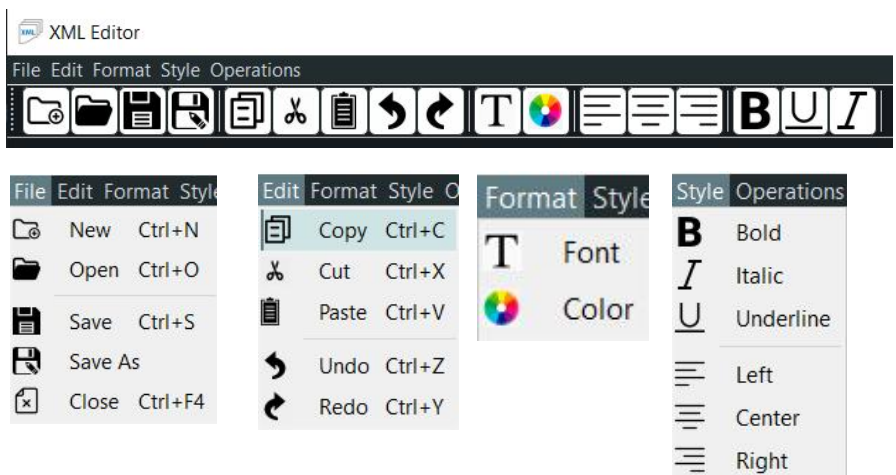 XML XML Editor
File Edit Format Style Operations
T B U I
File Edit Format Style
New Ctrl+N
Open Ctrl+O
Save Ctrl+S
Save As
Close Ctrl+F4
Edit Format Style O
Copy Ctrl+C
Cut Ctrl+X
Paste Ctrl+V
Undo Ctrl+Z
Redo Ctrl+Y
Format Style
T Font
Color
Style Operations
B Bold
I Italic
U Underline
Left
Center
Right